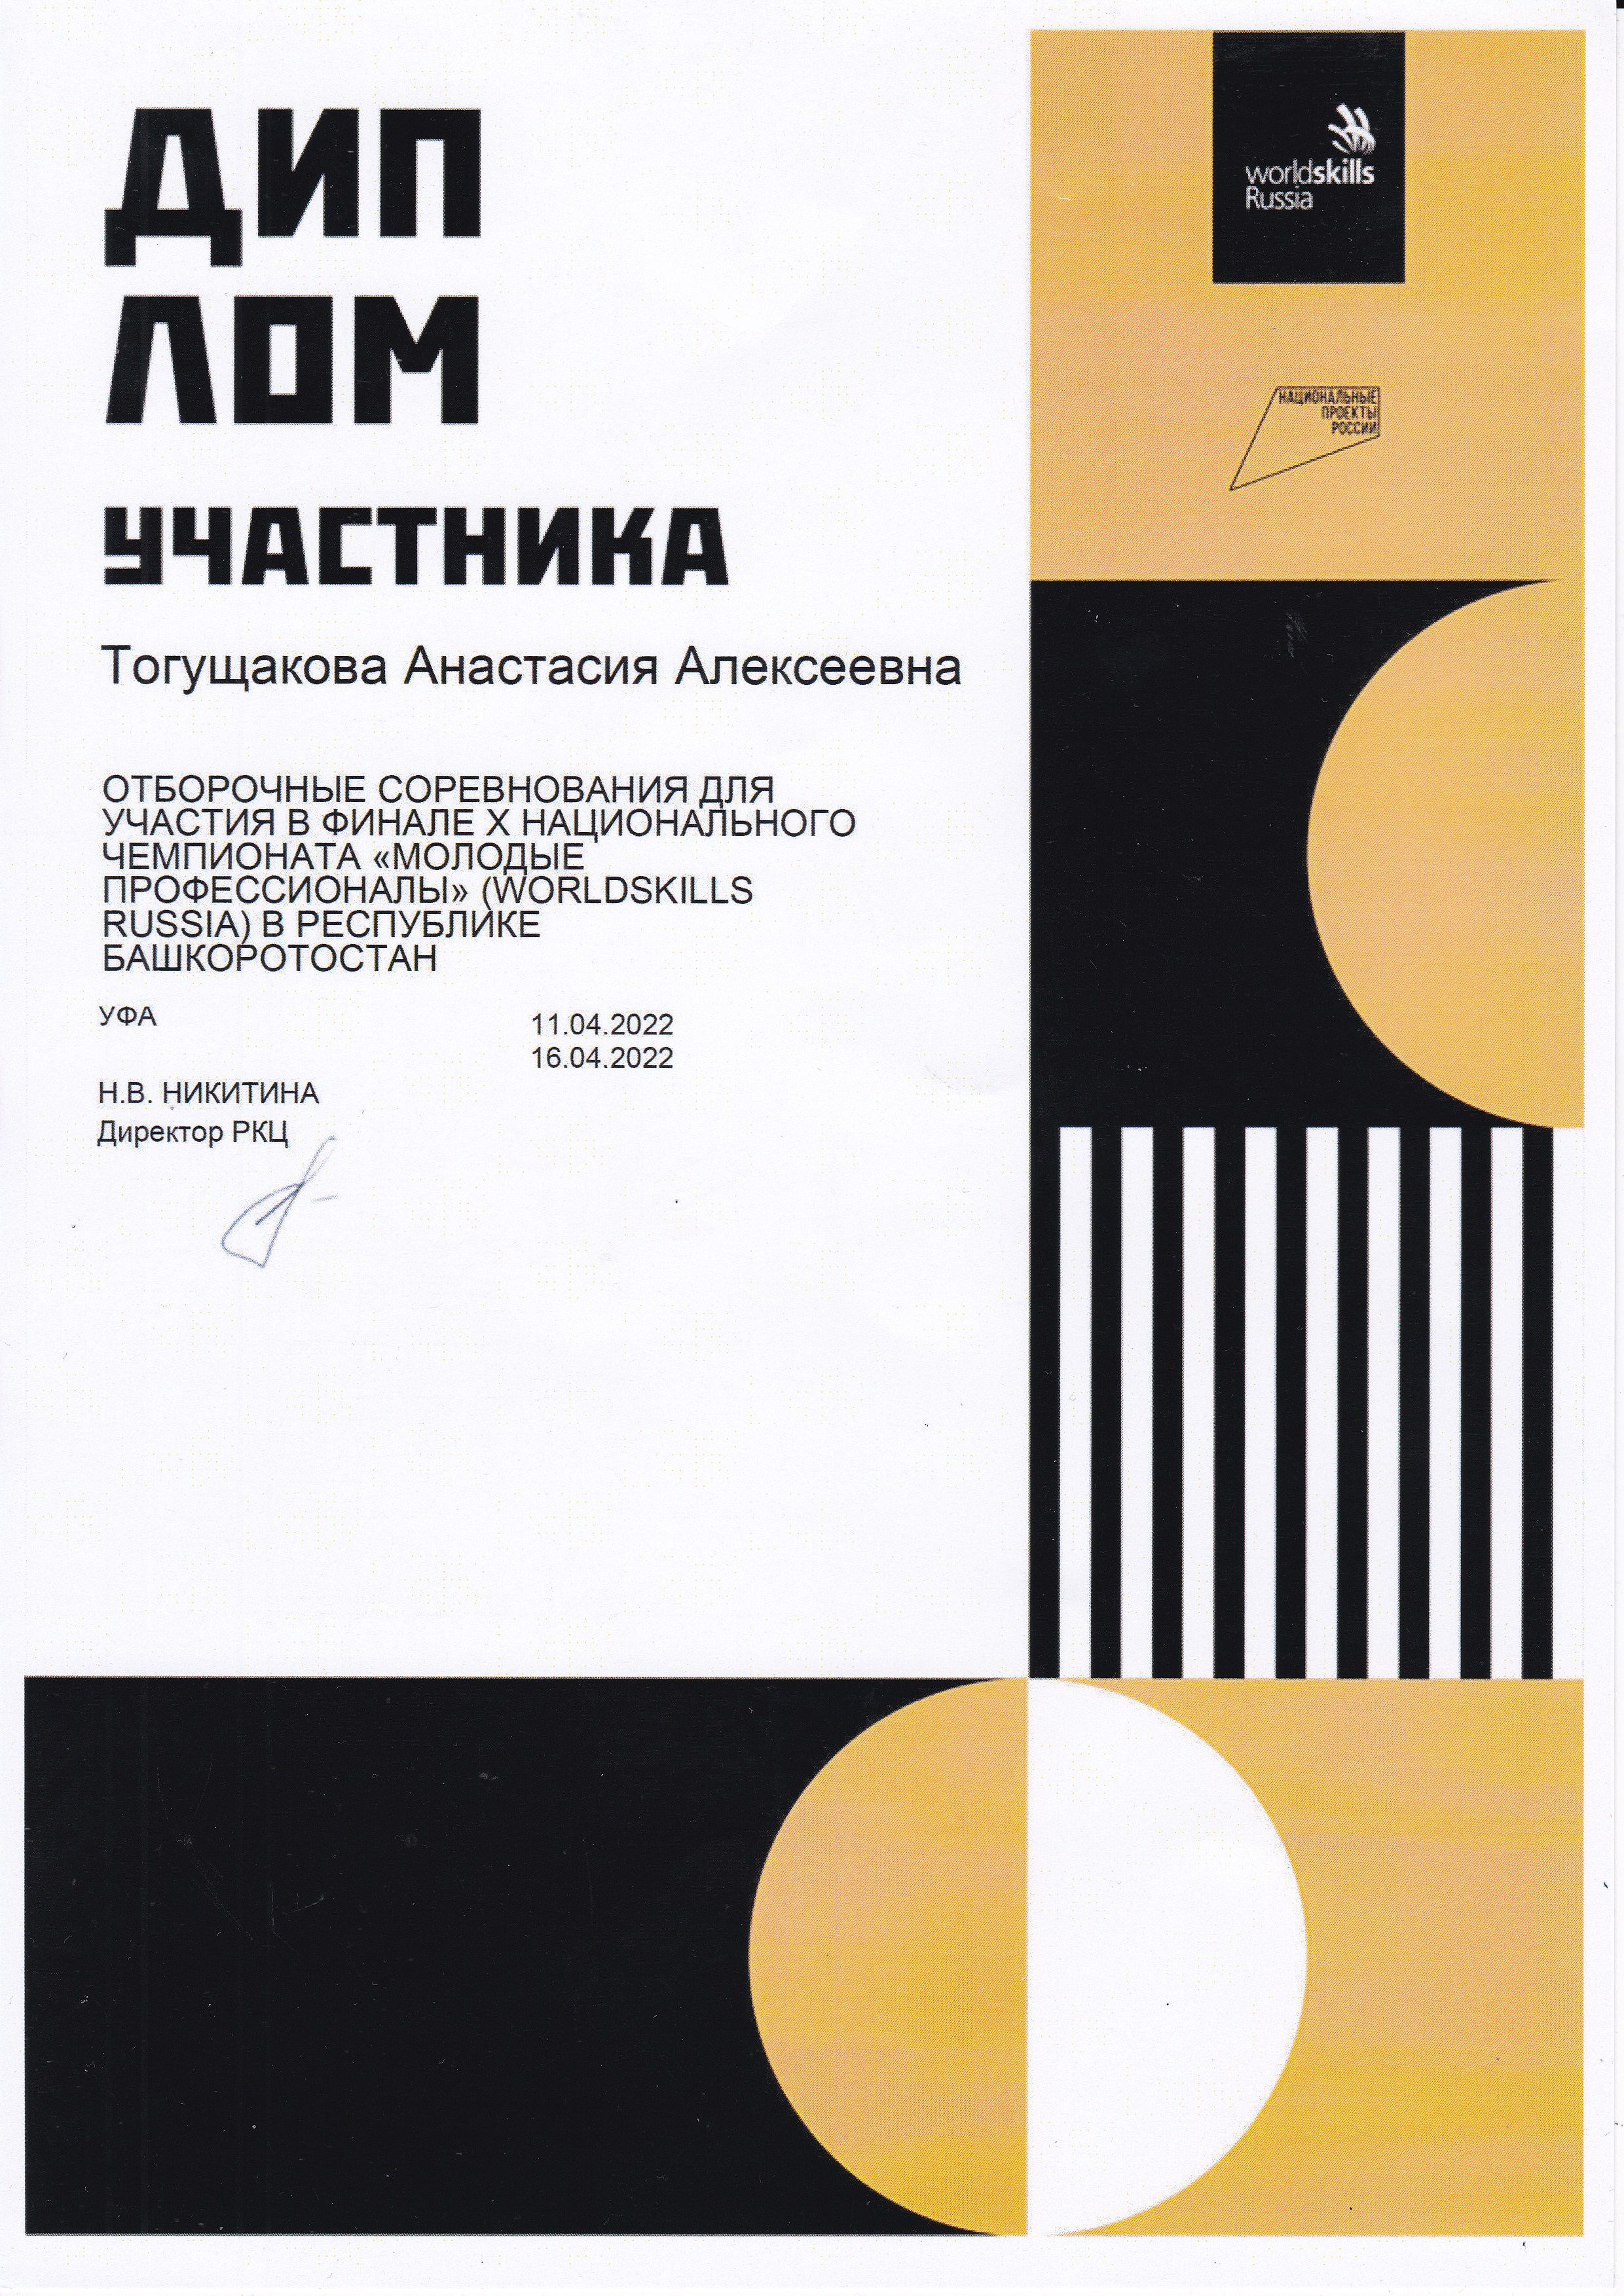 ДИП
ЛОМ
УЧАСТНИКА
Тогущакова Анастасия Алексеевна
ОТБОРОЧНЫЕ СОРЕВНОВАНИЯ ДЛЯ
УЧАСТИЯ В ФИНАЛЕ X НАЦИОНАЛЬНОГО
ЧЕМПИОНАТА «МОЛОДЫЕ
ПРОФЕССИОНАЛЫ» (WORLDSKILLS
RUSSIA) В РЕСПУБЛИКЕ
БАШКОРОТОСТАН
УФА
11.04.2022
16.04.2022
Н.В. НИКИТИНА
Директор РКЦ
worldskills
Russia
НАЦИОНАЛЬНЫЕ
ПРОЕКТЫ
РОССИИ